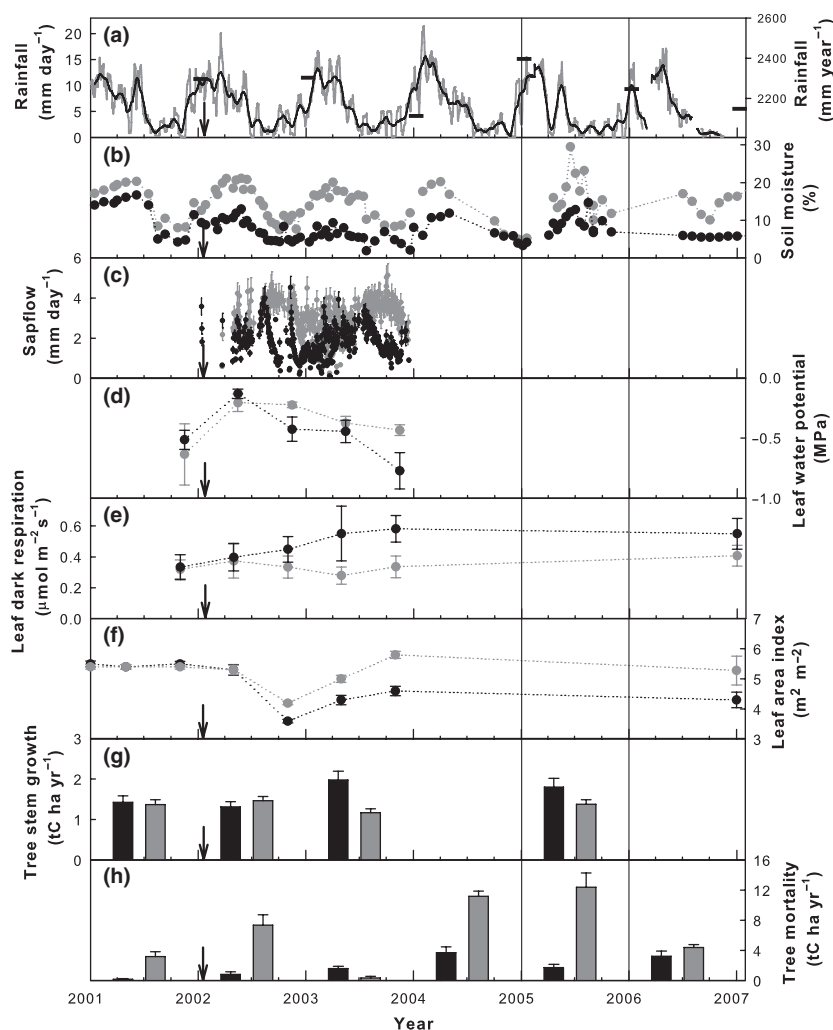 (a)
Rainfall
(mm day−1)
20
15
10
5
0
2600
2400
2200
Rainfall
(mm year−1)
(b)
30
20
10
0
Soil moisture
(%)
(c)
Sapflow
(mm day−1)
6
4
2
0
(d)
0.0
−0.5
−1.0
Leaf water potential
(MPa)
(e)
Leaf dark respiration
(μmol m−2 s−1)
0.6
0.4
0.2
0.0
(f)
7
6
5
4
3
Leaf area index
(m2 m−2)
(g)
Tree stem growth
(tC ha yr−1)
3
2
1
0
(h)
16
12
8
4
0
Tree mortality
(tC ha yr−1)
2001 2002 2003 2004 2005 2006 2007
Year